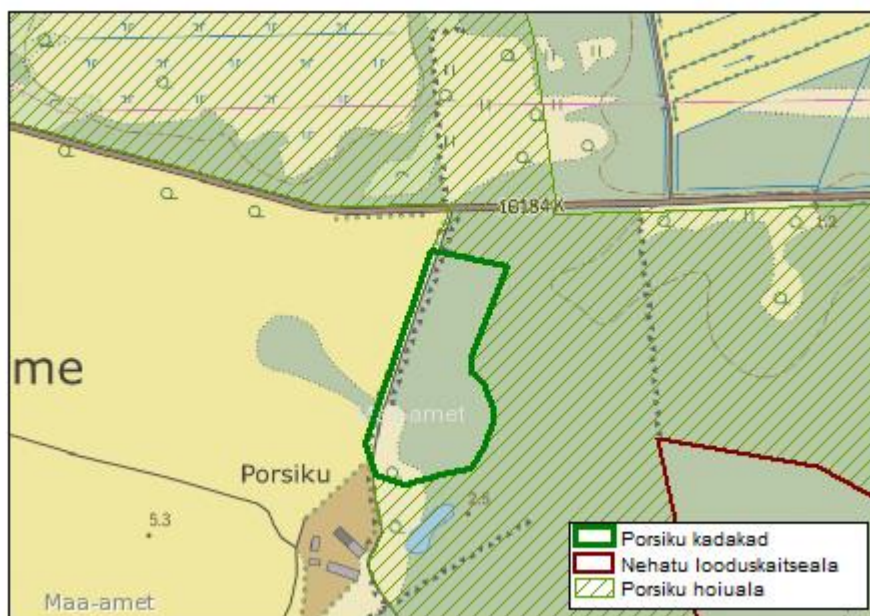 16184
1.2
me
Maa-amet
Porsiku
2.5
5.3
Porsiku kadakad
Nehatu looduskaitseala
Porsiku hoiuala
Maa-amet